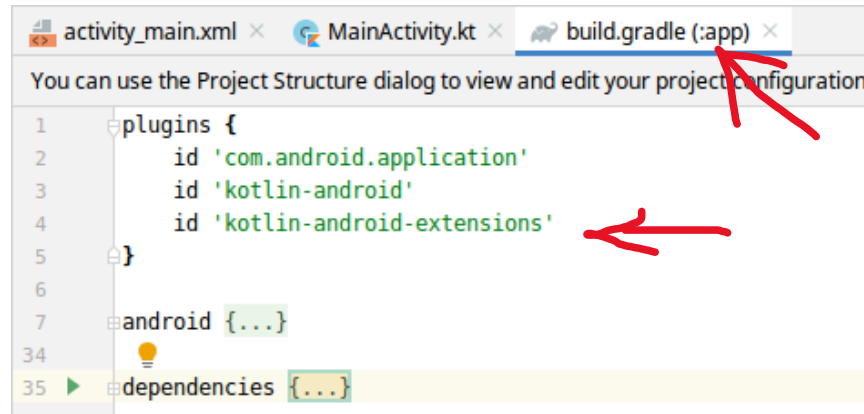 activity_main.xml MainActivity.kt build.gradle (:app)
You can use the Project Structure dialog to view and edit your project configuration
1 plugins {
2 id 'com.android.application'
3 id 'kotlin-android'
4 id 'kotlin-android-extensions'
5 }
6
7 android {...}
34
35 dependencies {...}